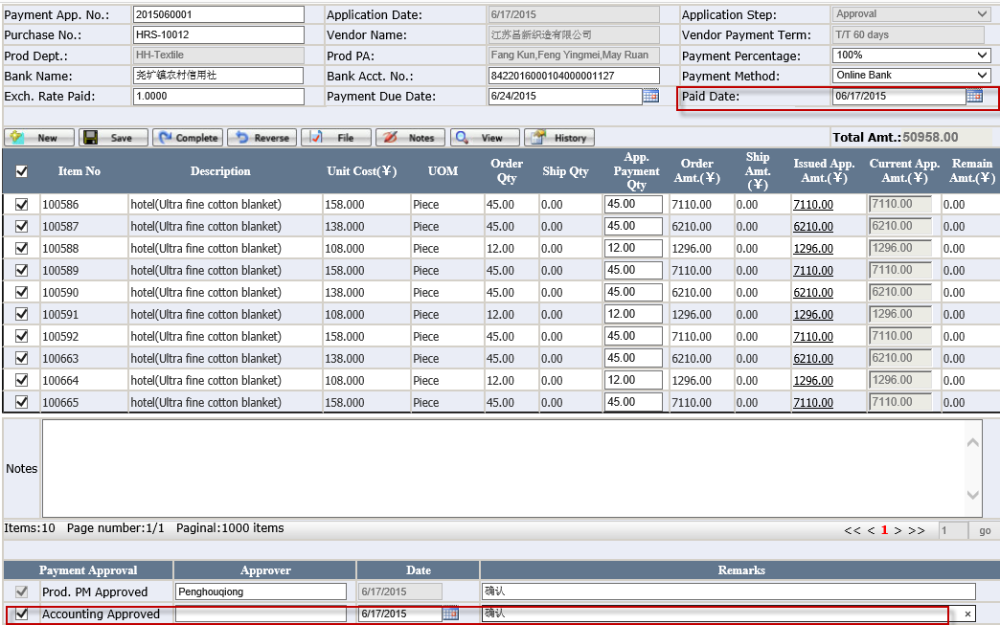 Payment App. No.: 2015060001 Application Date: 6/17/2015 Application Step: Approval
Purchase No.: HRS-10012 Vendor Name: 江苏邑新织造有限公司 Vendor Payment Term: T/T 60 days
Prod Dept.: HH-Textile Prod PA: Fang Kun,Feng Yingmei,May Ruan Payment Percentage: 100%
Bank Name: 尧圹镇农村信用社 Bank Acct. No.: 8422016000104000001127 Payment Method: Online Bank
Exch. Rate Paid: 1.0000 Payment Due Date: 6/24/2015 Paid Date: 06/17/2015
New Save Complete Reverse File Notes View History Total Amt.:50958.00
Item No Description Unit Cost(¥) UOM Order Qty Ship Qty App. Payment Qty Order Amt.(¥) Ship Amt. (¥) Issued App. Amt.(¥) Current App. Amt.(¥) Remain Amt.(¥)
100586 hotel(Ultra fine cotton blanket) 158.000 Piece 45.00 0.00 45.00 7110.00 0.00 7110.00 7110.00 0.00
100587 hotel(Ultra fine cotton blanket) 138.000 Piece 45.00 0.00 45.00 6210.00 0.00 6210.00 6210.00 0.00
100588 hotel(Ultra fine cotton blanket) 108.000 Piece 12.00 0.00 12.00 1296.00 0.00 1296.00 1296.00 0.00
100589 hotel(Ultra fine cotton blanket) 158.000 Piece 45.00 0.00 45.00 7110.00 0.00 7110.00 7110.00 0.00
100590 hotel(Ultra fine cotton blanket) 138.000 Piece 45.00 0.00 45.00 6210.00 0.00 6210.00 6210.00 0.00
100591 hotel(Ultra fine cotton blanket) 108.000 Piece 12.00 0.00 12.00 1296.00 0.00 1296.00 1296.00 0.00
100592 hotel(Ultra fine cotton blanket) 158.000 Piece 45.00 0.00 45.00 7110.00 0.00 7110.00 7110.00 0.00
100663 hotel(Ultra fine cotton blanket) 138.000 Piece 45.00 0.00 45.00 6210.00 0.00 6210.00 6210.00 0.00
100664 hotel(Ultra fine cotton blanket) 108.000 Piece 12.00 0.00 12.00 1296.00 0.00 1296.00 1296.00 0.00
100665 hotel(Ultra fine cotton blanket) 158.000 Piece 45.00 0.00 45.00 7110.00 0.00 7110.00 7110.00 0.00
Notes
Items:10 Page number:1/1 Paginal:1000 items << < 1 > >> 1 go
Payment Approval Approver Date Remarks
Prod. PM Approved Penghouqiong 6/17/2015 确认
Accounting Approved 6/17/2015 确认 ×